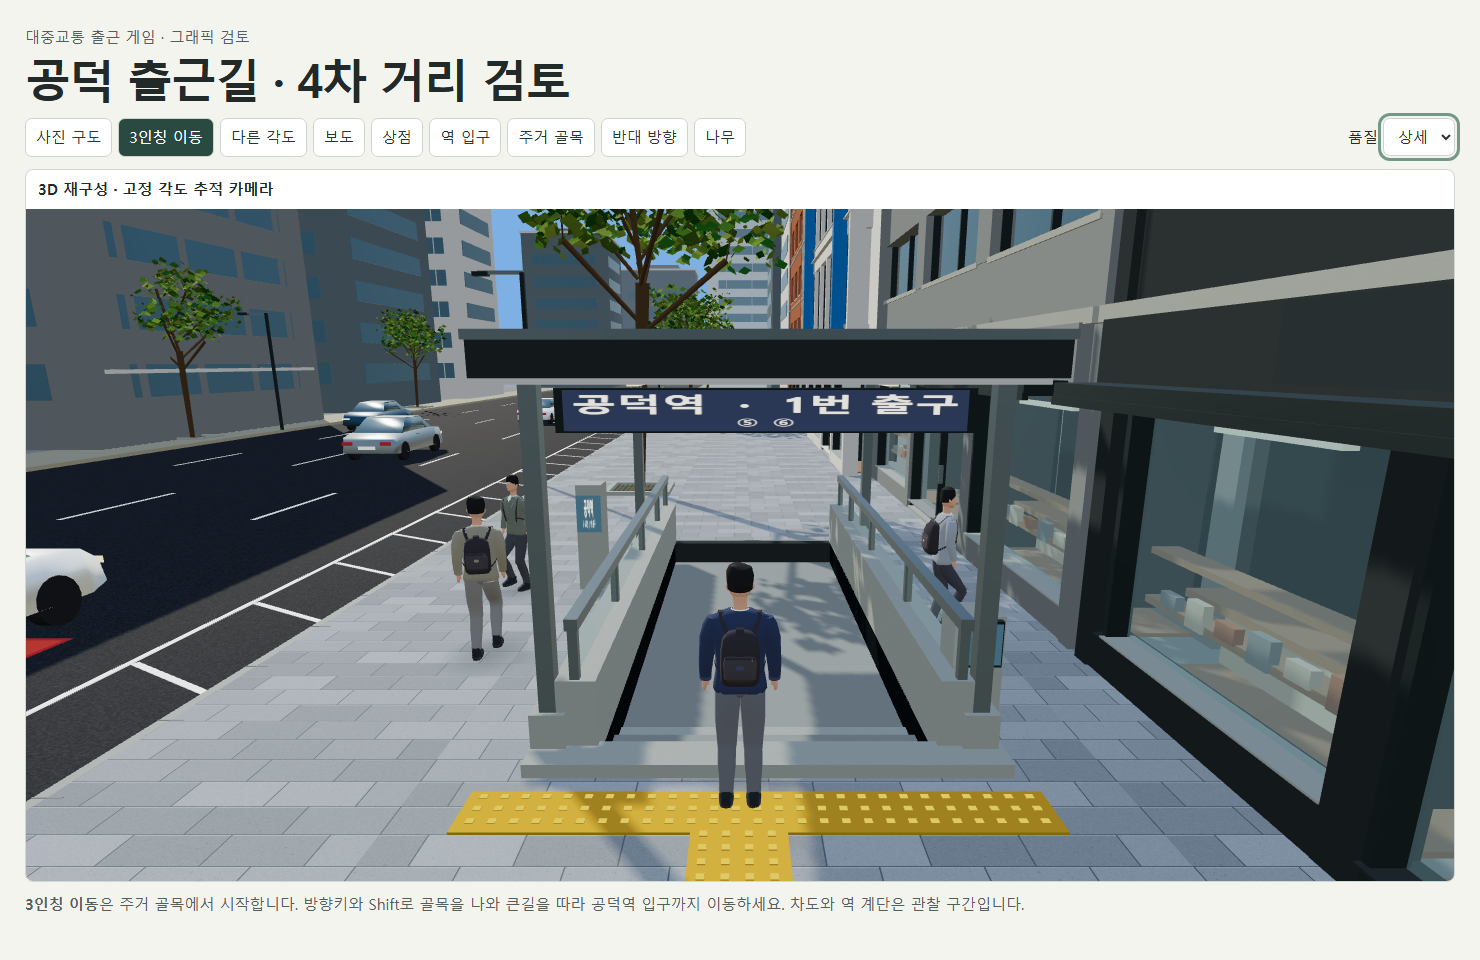 대중교통 출근 게임 · 그래픽 검토
공덕 출근길 · 4차 거리 검토
사진 구도 3인칭 이동 다른 각도 보도 상점 역 입구 주거 골목 반대 방향 나무 품질 상세
3D 재구성 · 고정 각도 추적 카메라
공덕역 · 1번 출구
⑤ ⑥
3인칭 이동은 주거 골목에서 시작합니다. 방향키와 Shift로 골목을 나와 큰길을 따라 공덕역 입구까지 이동하세요. 차도와 역 계단은 관찰 구간입니다.